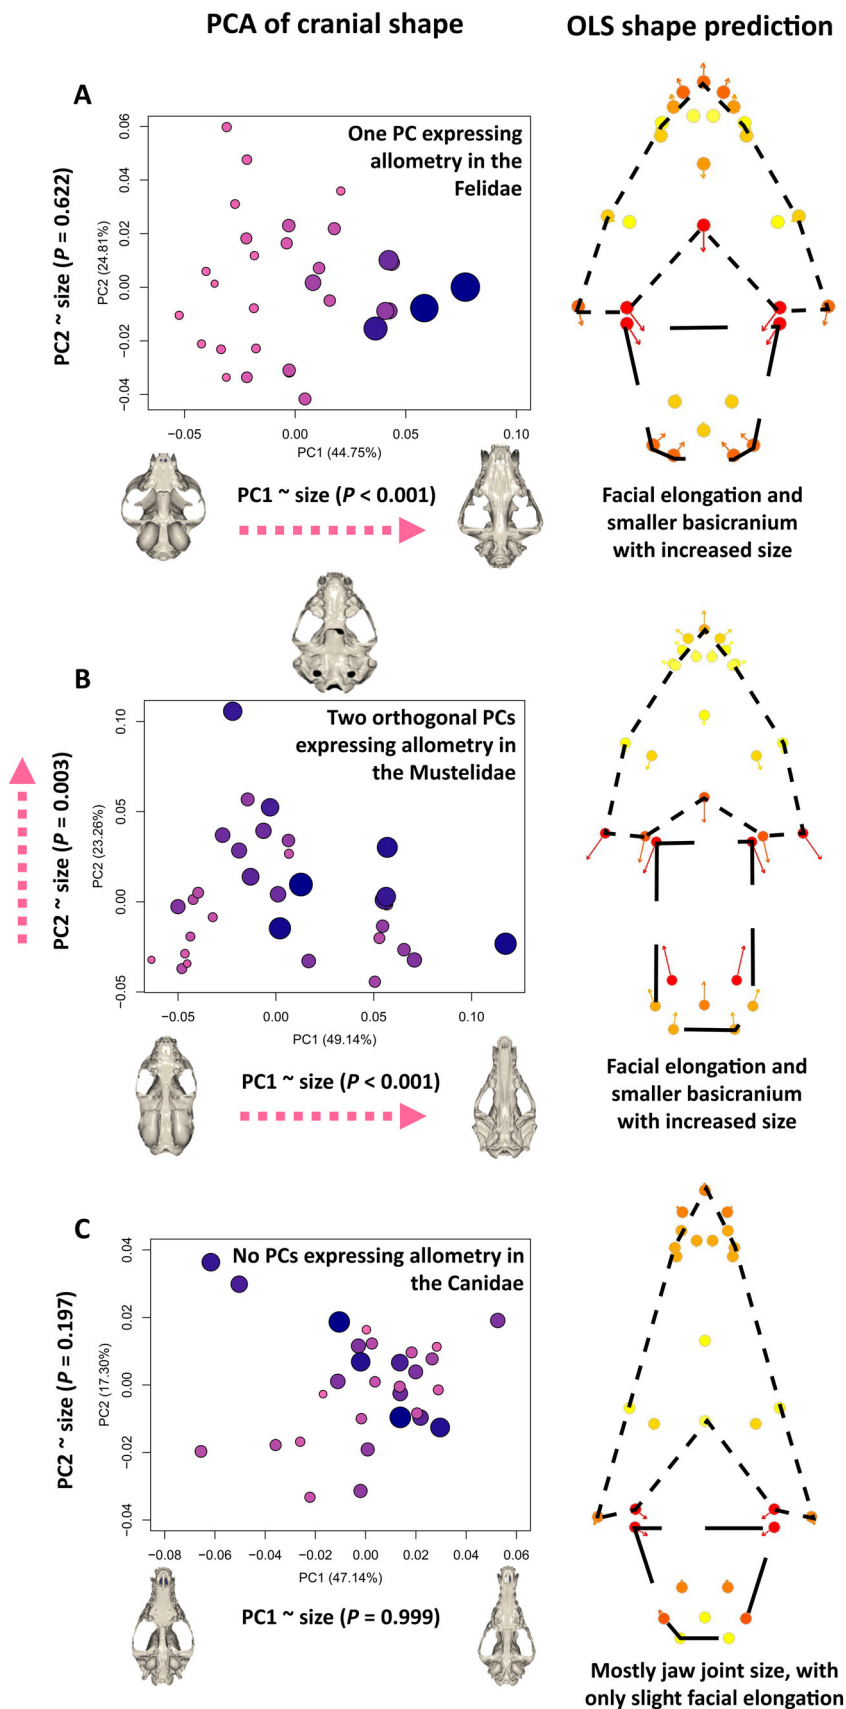 PCA of cranial shape
OLS shape prediction
A
One PC expressing
allometry in the
Felidae
PC2 ~ size (P = 0.622)
PC2 (24.81%)
0.06
0.04
0.02
0.00
−0.02
−0.04
−0.05
0.00
0.05
0.10
PC1 (44.75%)
PC1 ~ size (P < 0.001)
Facial elongation and
smaller basicranium
with increased size
B
Two orthogonal PCs
expressing allometry in
the Mustelidae
PC2 ~ size (P = 0.003)
PC2 (23.26%)
0.10
0.05
0.00
−0.05
−0.05
0.00
0.05
0.10
PC1 (49.14%)
PC1 ~ size (P < 0.001)
Facial elongation and
smaller basicranium
with increased size
C
No PCs expressing allometry in
the Canidae
PC2 ~ size (P = 0.197)
PC2 (17.30%)
0.04
0.02
0.00
−0.02
−0.04
−0.08
−0.06
−0.04
−0.02
0.00
0.02
0.04
0.06
PC1 (47.14%)
PC1 ~ size (P = 0.999)
Mostly jaw joint size, with
only slight facial elongation